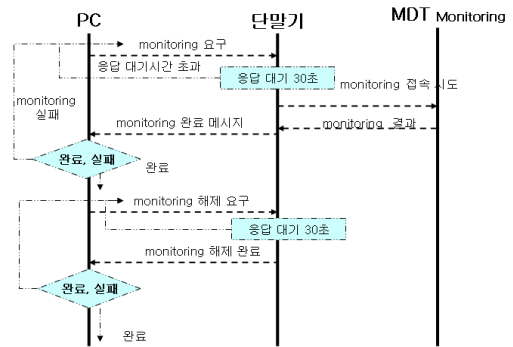 PC
단말기
MDT Monitoring
monitoring 요구
응답 대기시간 초과
응답 대기 30초
monitoring 접속 시도
monitoring
실패
monitoring 완료 메시지
monitoring 결과
완료, 실패
완료
monitoring 해제 요구
응답 대기 30초
monitoring 해제 완료
완료, 실패
완료